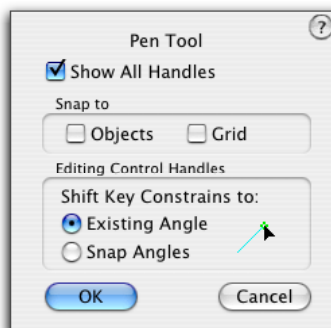 ?
Pen Tool
Show All Handles
Snap to
Objects Grid
Editing Control Handles
Shift Key Constrains to:
Existing Angle
Snap Angles
OK Cancel